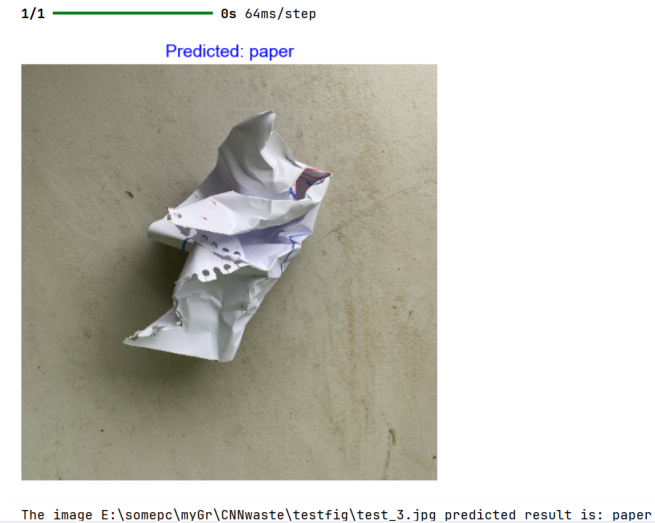 1/1 0s 64ms/step
Predicted: paper
The image E:\somepc\myGr\CNNwaste\testfig\test_3.jpg predicted result is: paper